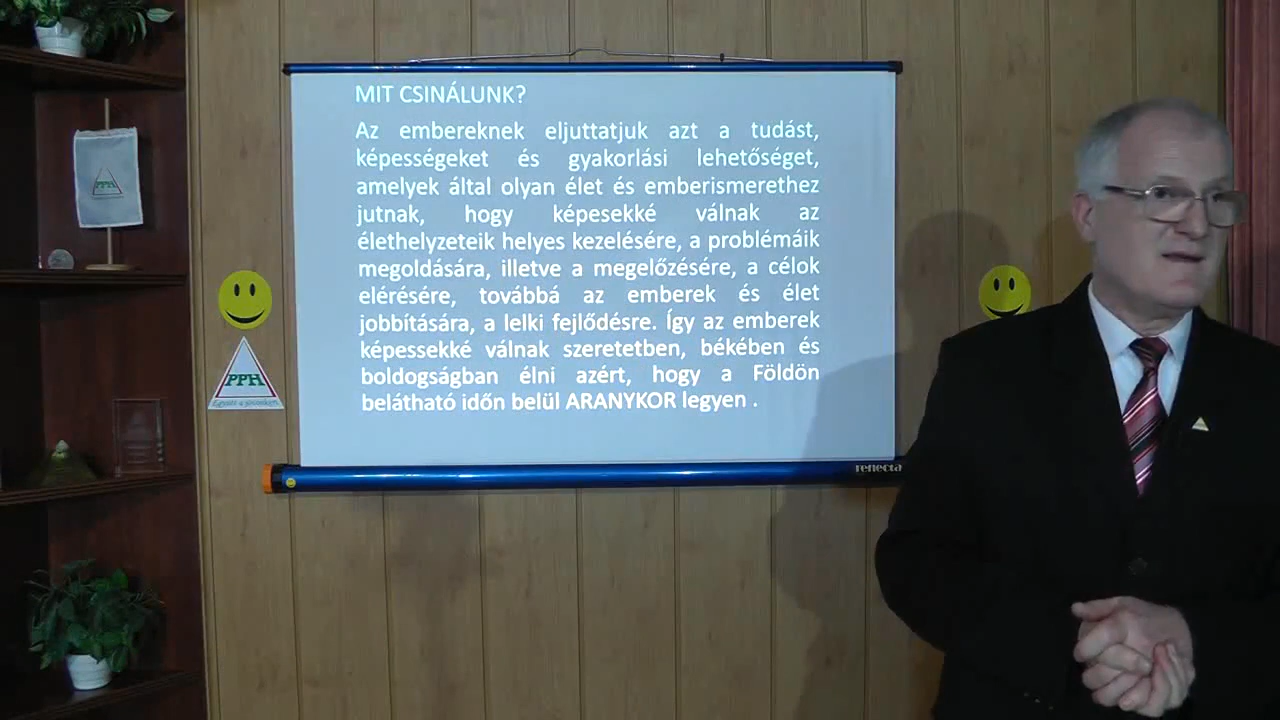 MIT CSINÁLUNK?
Az embereknek eljuttatjuk azt a tudást,
képességeket és gyakorlási lehetőséget,
amelyek által olyan élet és emberismerethez
jutnak, hogy képesekké válnak az
élethelyzeteik helyes kezelésére, a problémáik
megoldására, illetve a megelőzésére, a célok
elérésére, továbbá az emberek és élet
jobbítására, a lelki fejlődésre. Így az emberek
képessekké válnak szeretetben, békében és
boldogságban élni azért, hogy a Földön
belátható időn belül ARANYKOR legyen .
reflecta
PPH
PPH